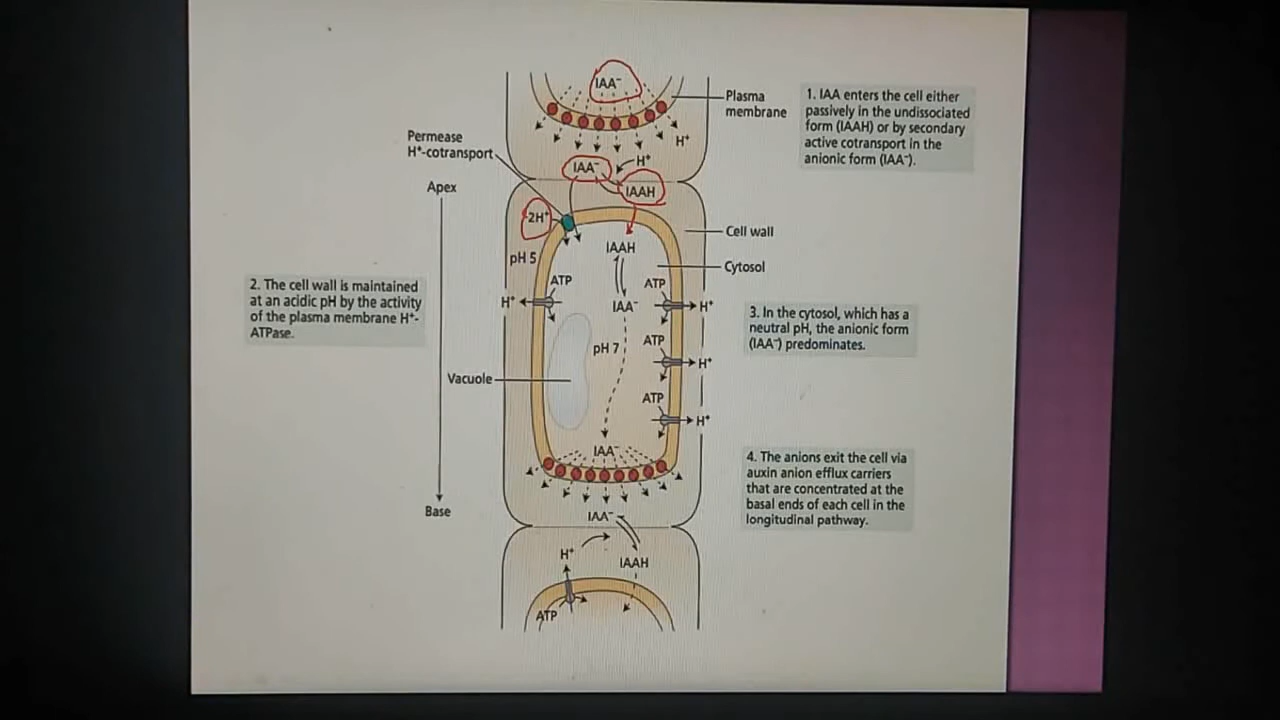 IAA⁻
Plasma
membrane
1. IAA enters the cell either
passively in the undissociated
form (IAAH) or by secondary
active cotransport in the
anionic form (IAA⁻).
H⁺
Permease
H⁺-cotransport
H⁺
IAA⁻
IAAH
Apex
2H⁺
Cell wall
IAAH
pH 5
Cytosol
ATP
ATP
2. The cell wall is maintained
at an acidic pH by the activity
of the plasma membrane H⁺-
ATPase.
H⁺
IAA⁻
H⁺
3. In the cytosol, which has a
neutral pH, the anionic form
(IAA⁻) predominates.
ATP
pH 7
H⁺
Vacuole
ATP
H⁺
IAA⁻
4. The anions exit the cell via
auxin anion efflux carriers
that are concentrated at the
basal ends of each cell in the
longitudinal pathway.
Base
IAA⁻
H⁺
IAAH
ATP